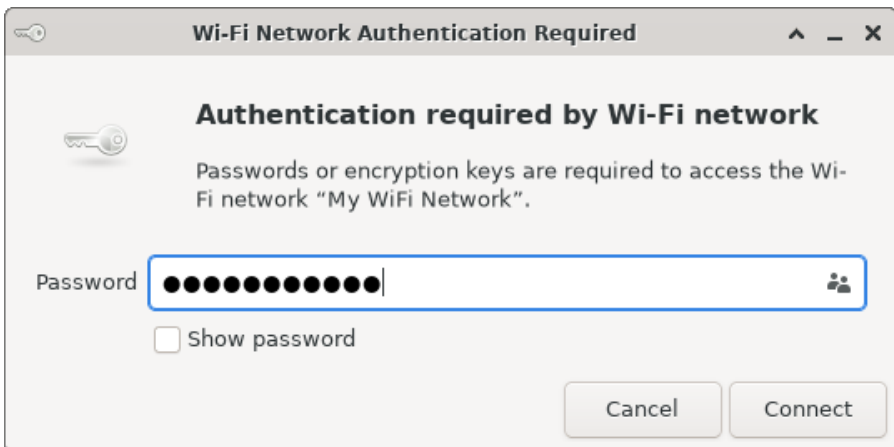 Wi-Fi Network Authentication Required
Authentication required by Wi-Fi network
Passwords or encryption keys are required to access the Wi-
Fi network “My WiFi Network”.
Password ●●●●●●●●●●●
Show password
Cancel Connect